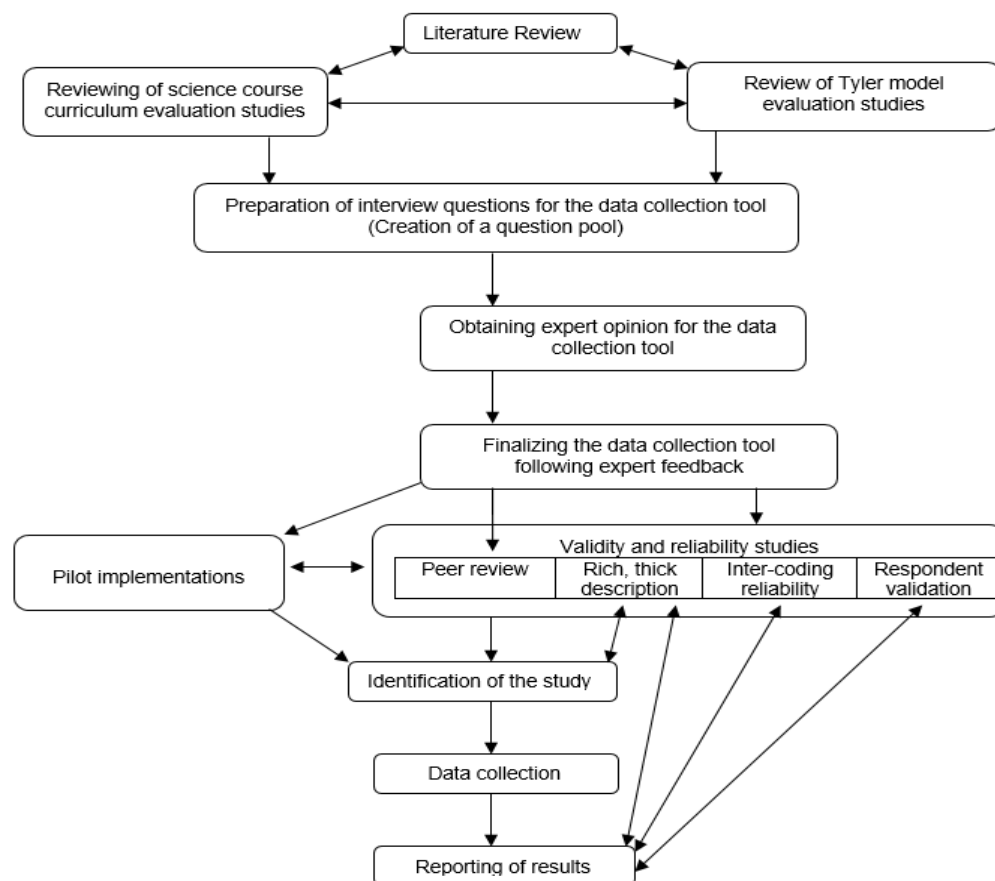 Literature Review
Reviewing of science course
curriculum evaluation studies
Review of Tyler model
evaluation studies
Preparation of interview questions for the data collection tool
(Creation of a question pool)
Obtaining expert opinion for the data
collection tool
Finalizing the data collection tool
following expert feedback
Pilot implementations
Validity and reliability studies
Peer review
Rich, thick
description
Inter-coding
reliability
Respondent
validation
Identification of the study
Data collection
Reporting of results